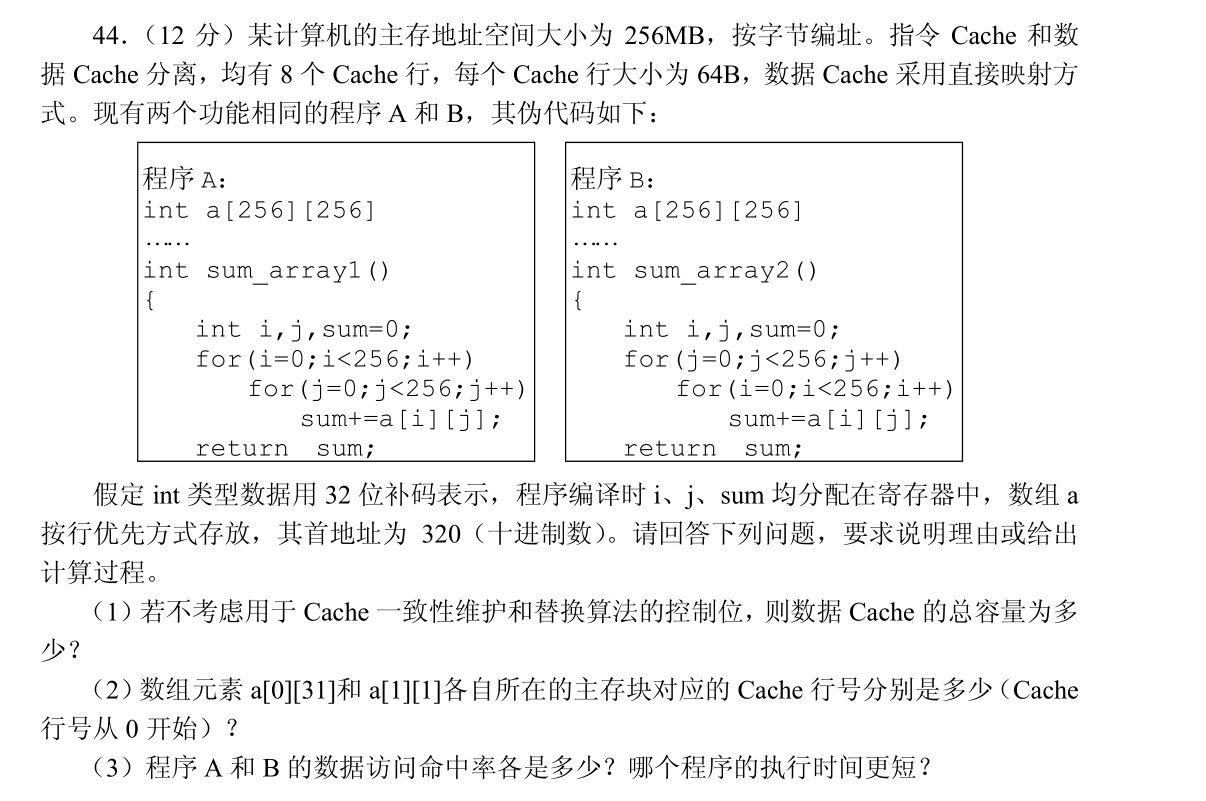 44.（12 分）某计算机的主存地址空间大小为 256MB，按字节编址。指令 Cache 和数
据 Cache 分离，均有 8 个 Cache 行，每个 Cache 行大小为 64B，数据 Cache 采用直接映射方
式。现有两个功能相同的程序 A 和 B，其伪代码如下：
程序 A：
int a[256][256]
……
int sum_array1()
{
int i,j,sum=0;
for(i=0;i<256;i++)
for(j=0;j<256;j++)
sum+=a[i][j];
return sum;
程序 B：
int a[256][256]
……
int sum_array2()
{
int i,j,sum=0;
for(j=0;j<256;j++)
for(i=0;i<256;i++)
sum+=a[i][j];
return sum;
假定 int 类型数据用 32 位补码表示，程序编译时 i、j、sum 均分配在寄存器中，数组 a
按行优先方式存放，其首地址为 320（十进制数）。请回答下列问题，要求说明理由或给出
计算过程。
（1）若不考虑用于 Cache 一致性维护和替换算法的控制位，则数据 Cache 的总容量为多
少？
（2）数组元素 a[0][31]和 a[1][1]各自所在的主存块对应的 Cache 行号分别是多少（Cache
行号从 0 开始）？
（3）程序 A 和 B 的数据访问命中率各是多少？哪个程序的执行时间更短？